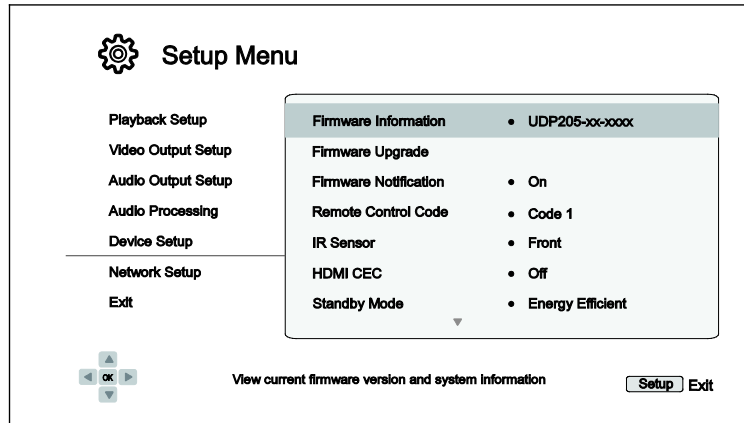 Setup Menu
Playback Setup
Video Output Setup
Audio Output Setup
Audio Processing
Device Setup
Network Setup
Exit
Firmware Information • UDP205-xx-xxxx
Firmware Upgrade
Firmware Notification • On
Remote Control Code • Code 1
IR Sensor • Front
HDMI CEC • Off
Standby Mode • Energy Efficient
OK
View current firmware version and system information
Setup Exit